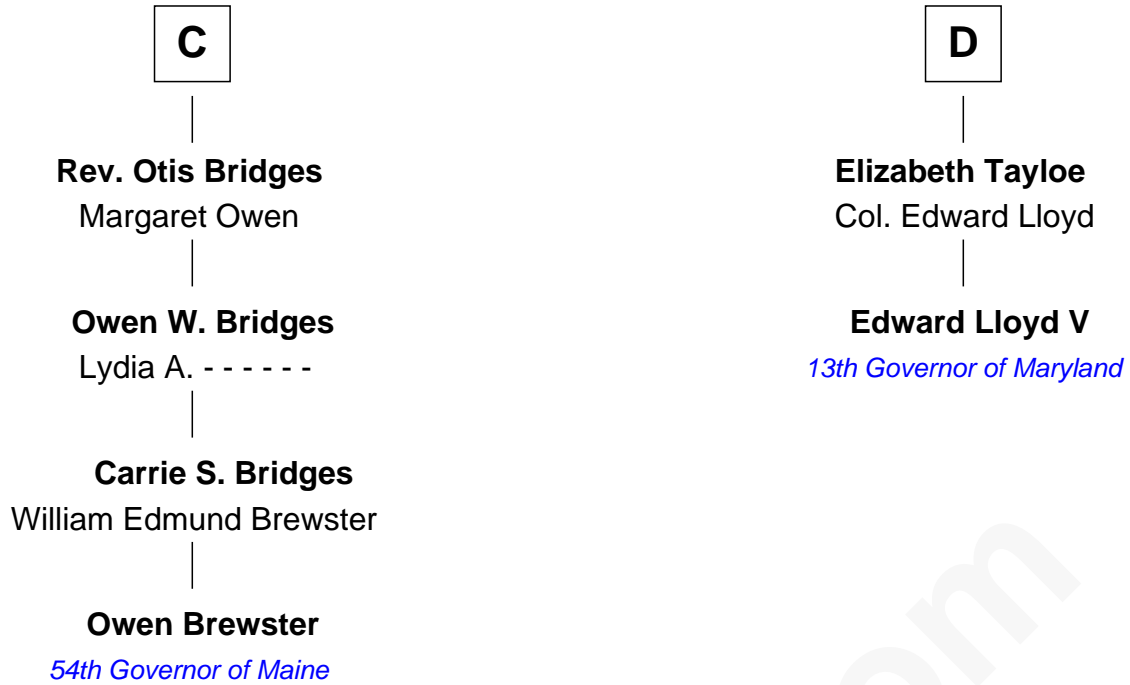 C
Rev. Otis Bridges
Margaret Owen
Owen W. Bridges
Lydia A. - - - - - -
Carrie S. Bridges
William Edmund Brewster
Owen Brewster
54th Governor of Maine
D
Elizabeth Tayloe
Col. Edward Lloyd
Edward Lloyd V
13th Governor of Maryland
om